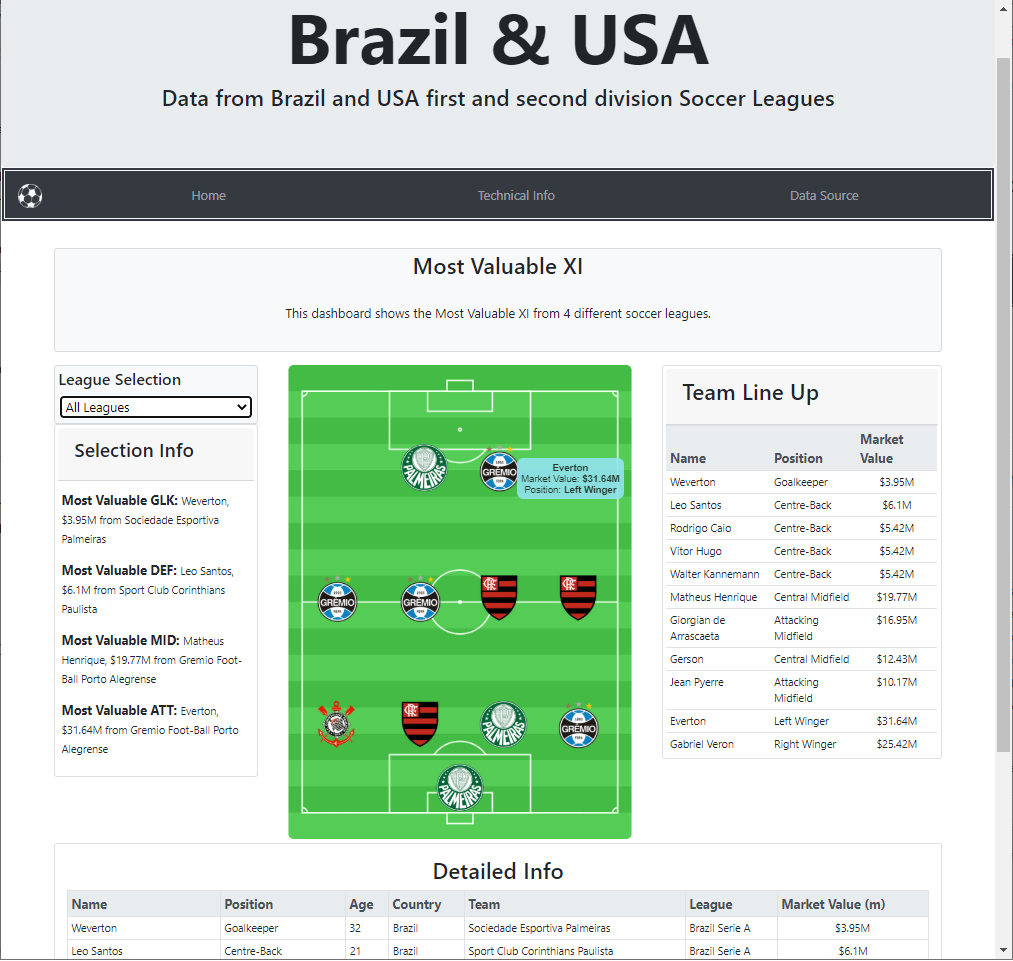 Brazil & USA
Data from Brazil and USA first and second division Soccer Leagues
Home Technical Info Data Source
Most Valuable XI
This dashboard shows the Most Valuable XI from 4 different soccer leagues.
League Selection
All Leagues
Selection Info
Most Valuable GLK: Weverton,
$3.95M from Sociedade Esportiva
Palmeiras
Most Valuable DEF: Leo Santos,
$6.1M from Sport Club Corinthians
Paulista
Most Valuable MID: Matheus
Henrique, $19.77M from Gremio Foot-
Ball Porto Alegrense
Most Valuable ATT: Everton,
$31.64M from Gremio Foot-Ball Porto
Alegrense
PALMEIRAS
GRÊMIO
Everton
Market Value: $31.64M
Position: Left Winger
GRÊMIO
GRÊMIO
PALMEIRAS
GRÊMIO
PALMEIRAS
Team Line Up
Name Position Market Value
Weverton Goalkeeper $3.95M
Leo Santos Centre-Back $6.1M
Rodrigo Caio Centre-Back $5.42M
Vitor Hugo Centre-Back $5.42M
Walter Kannemann Centre-Back $5.42M
Matheus Henrique Central Midfield $19.77M
Giorgian de Arrascaeta Attacking Midfield $16.95M
Gerson Central Midfield $12.43M
Jean Pyerre Attacking Midfield $10.17M
Everton Left Winger $31.64M
Gabriel Veron Right Winger $25.42M
Detailed Info
Name Position Age Country Team League Market Value (m)
Weverton Goalkeeper 32 Brazil Sociedade Esportiva Palmeiras Brazil Serie A $3.95M
Leo Santos Centre-Back 21 Brazil Sport Club Corinthians Paulista Brazil Serie A $6.1M